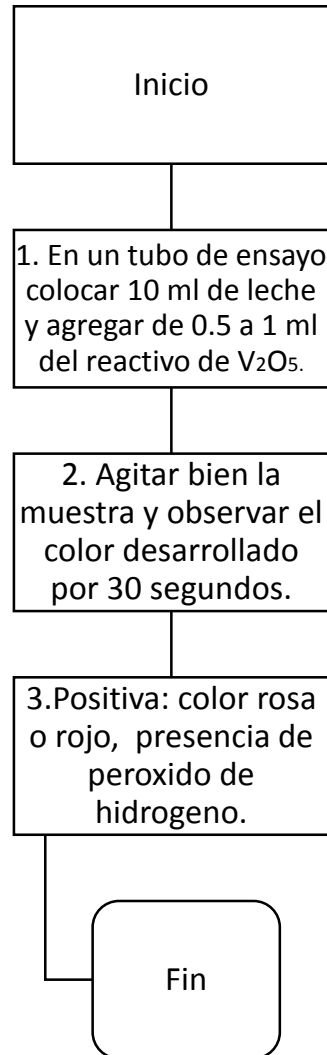 Inicio
1. En un tubo de ensayo
colocar 10 ml de leche
y agregar de 0.5 a 1 ml
del reactivo de V₂O₅.
2. Agitar bien la
muestra y observar el
color desarrollado
por 30 segundos.
3.Positiva: color rosa
o rojo, presencia de
peroxido de
hidrogeno.
Fin